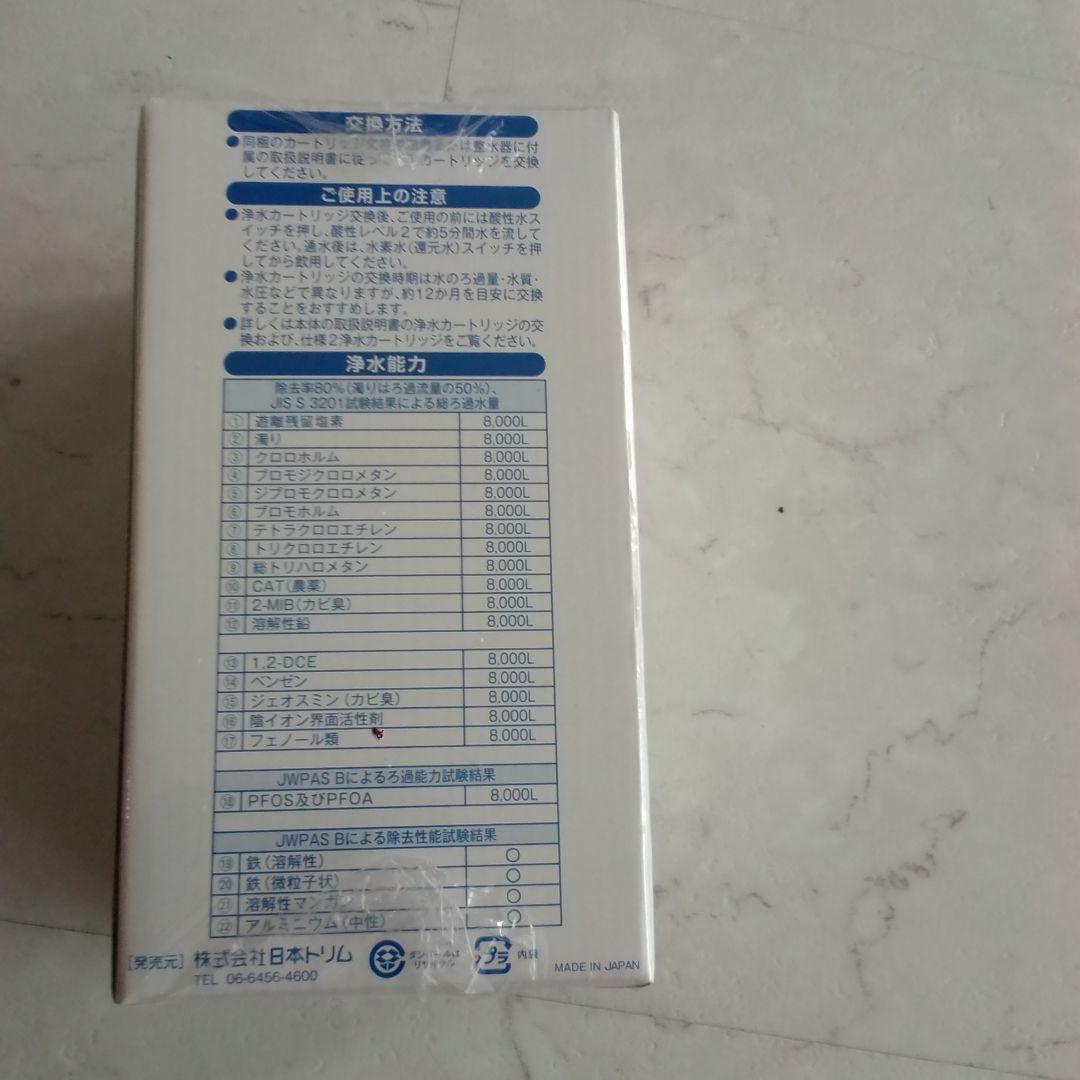 交換方法
●同梱のカートリッジ交換 は整水器に付
属の取扱説明書に従っ カートリッジを交換
してください。
ご使用上の注意
●浄水カートリッジ交換後、ご使用の前には酸性水ス
イッチを押し、酸性レベル2で約5分間水を流して
ください。通水後は、水素水(還元水)スイッチを押
してから飲用してください。
●浄水カートリッジの交換時期は水のろ過量・水質・
水圧などで異なりますが、約12か月を目安に交換
することをおすすめします。
●詳しくは本体の取扱説明書の浄水カートリッジの交
換および、仕様2浄水カートリッジをご覧ください。
浄水能力
除去率80%(濁りはろ過流量の50%)、
JIS S 3201試験結果による総ろ過水量
① 遊離残留塩素 8,000L
② 濁り 8,000L
③ クロロホルム 8,000L
④ ブロモジクロロメタン 8,000L
⑤ ジブロモクロロメタン 8,000L
⑥ ブロモホルム 8,000L
⑦ テトラクロロエチレン 8,000L
⑧ トリクロロエチレン 8,000L
⑨ 総トリハロメタン 8,000L
⑩ CAT(農薬) 8,000L
⑪ 2-MIB(カビ臭) 8,000L
⑫ 溶解性鉛 8,000L
⑬ 1,2-DCE 8,000L
⑭ ベンゼン 8,000L
⑮ ジェオスミン(カビ臭) 8,000L
⑯ 陰イオン界面活性剤 8,000L
⑰ フェノール類 8,000L
JWPAS Bによるろ過能力試験結果
⑱ PFOS及びPFOA 8,000L
JWPAS Bによる除去性能試験結果
⑲ 鉄(溶解性) ○
⑳ 鉄(微粒子状) ○
㉑ 溶解性マンガン ○
㉒ アルミニウム(中性) ○
[発売元] 株式会社日本トリム
TEL 06-6456-4600
ダンボールは
リサイクル
プラ
内袋
MADE IN JAPAN